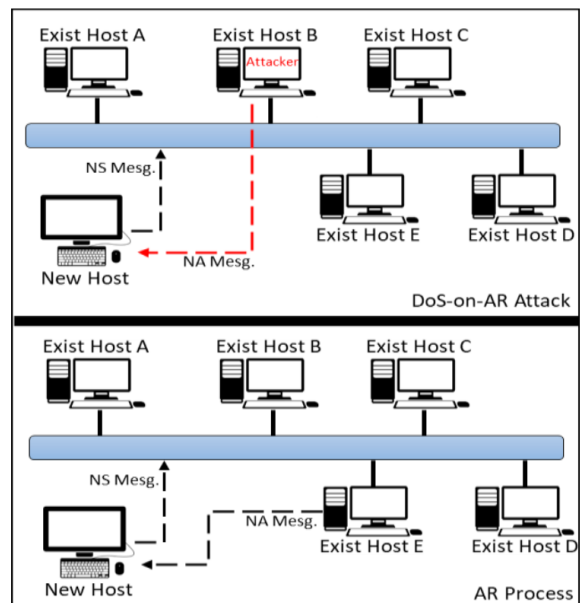 Exist Host A Exist Host B Exist Host C
Attacker
NS Mesg.
Exist Host E Exist Host D
NA Mesg.
New Host
DoS-on-AR Attack
Exist Host A Exist Host B Exist Host C
NS Mesg.
NA Mesg.
Exist Host E Exist Host D
New Host
AR Process